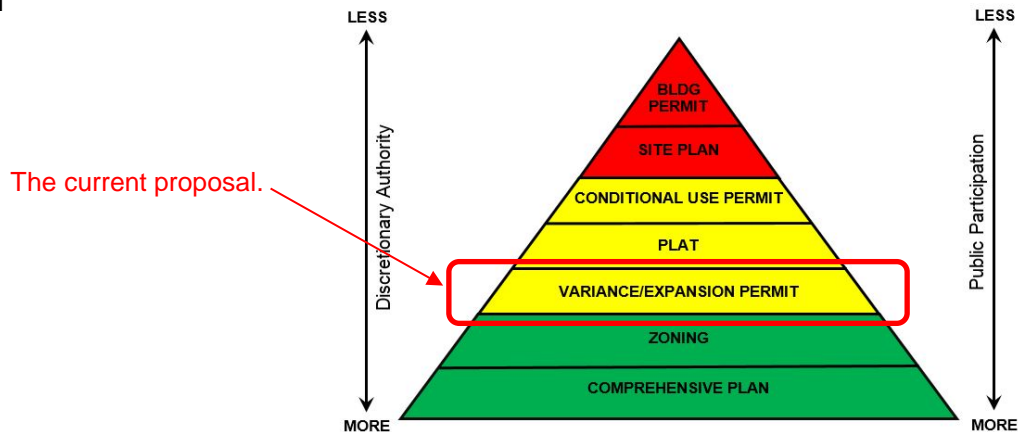 LESS
LESS
BLDG
PERMIT
SITE PLAN
Discretionary Authority
Public Participation
The current proposal.
CONDITIONAL USE PERMIT
PLAT
VARIANCE/EXPANSION PERMIT
ZONING
COMPREHENSIVE PLAN
MORE
MORE